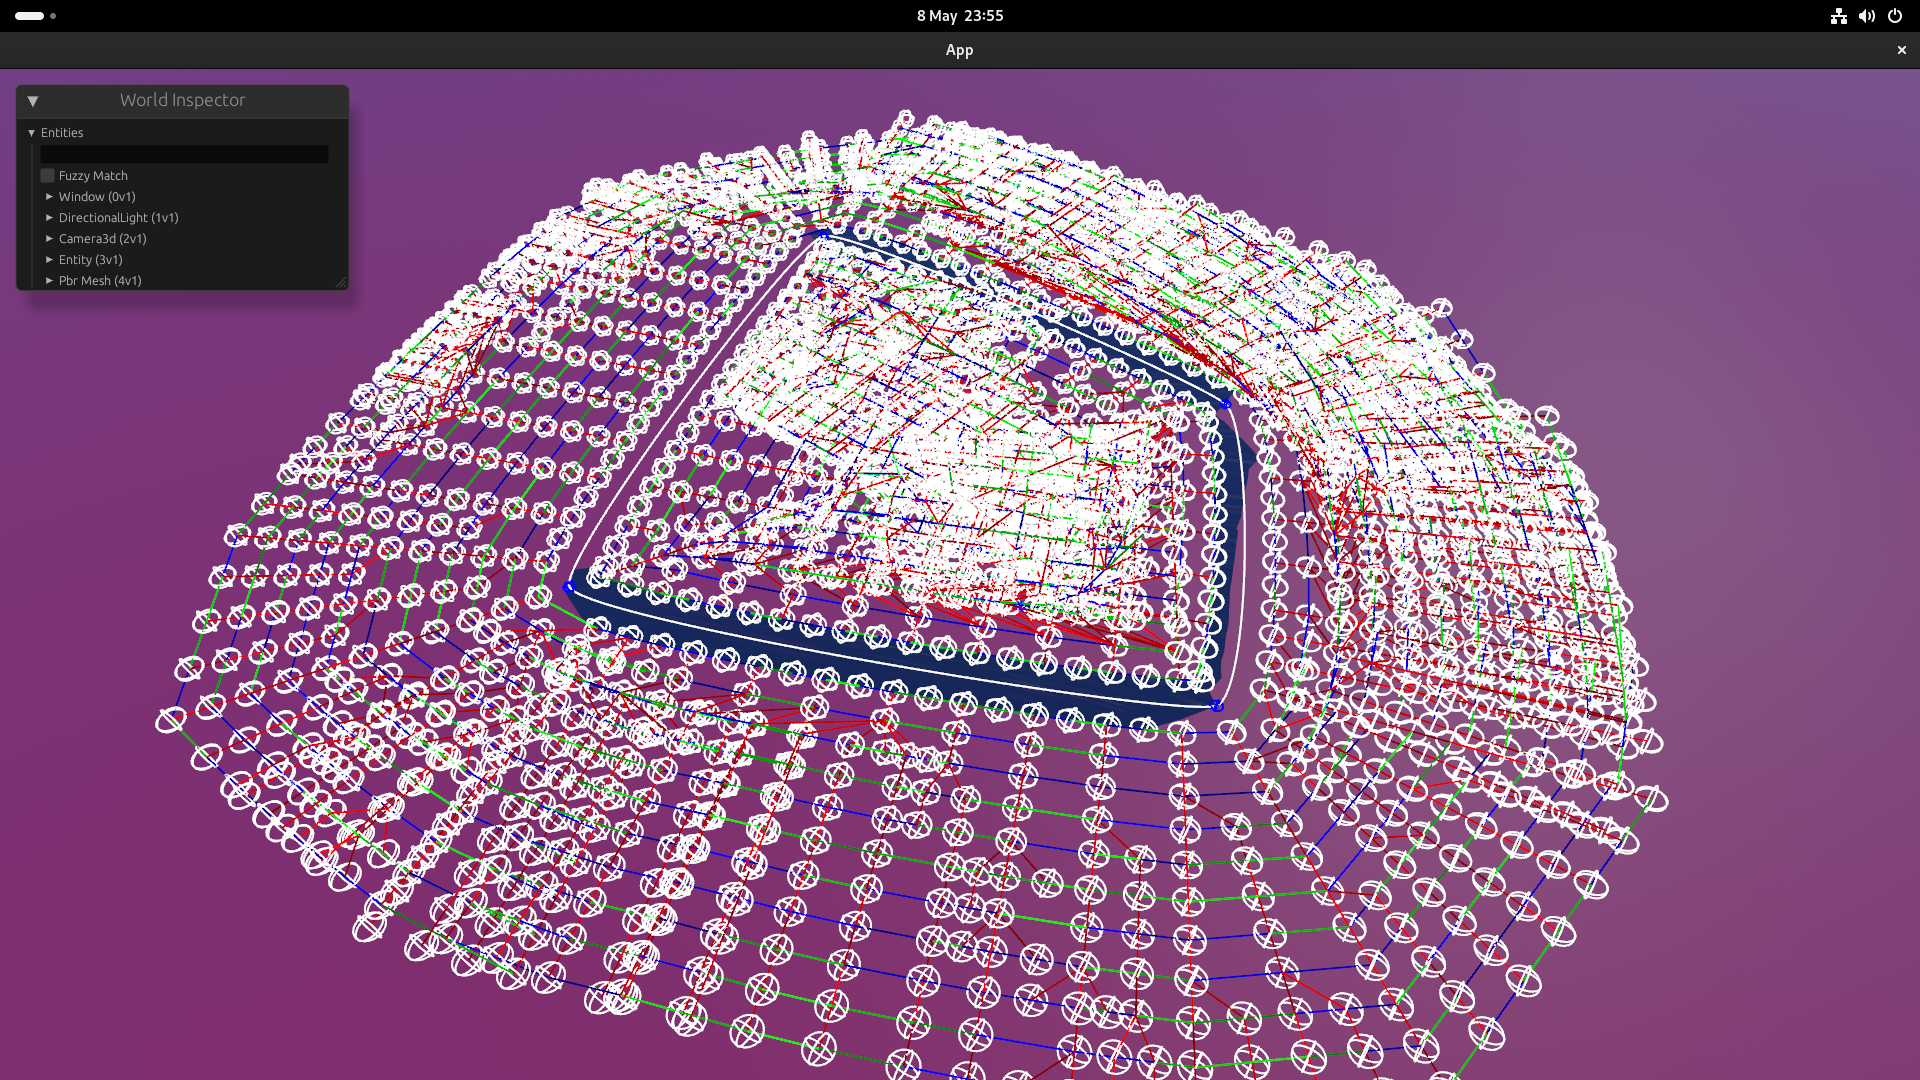 8 May 23:55
App
World Inspector
Entities
Fuzzy Match
Window (0v1)
DirectionalLight (1v1)
Camera3d (2v1)
Entity (3v1)
Pbr Mesh (4v1)